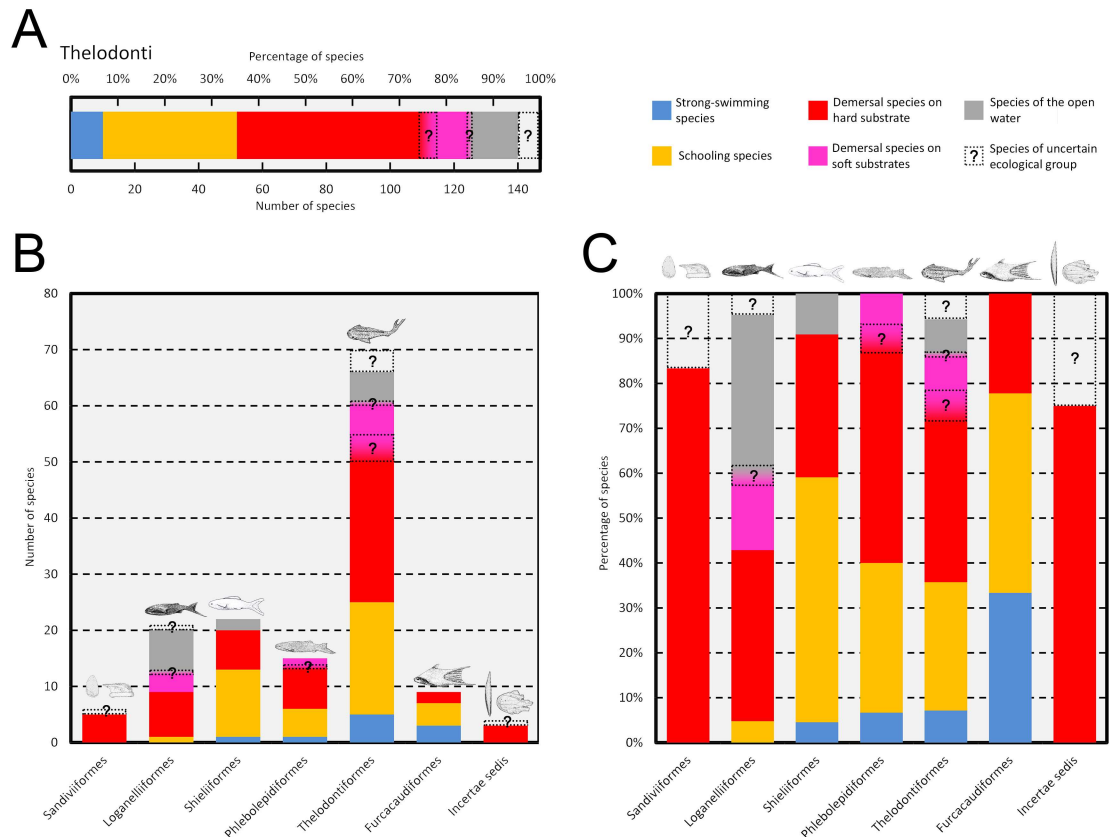 A
Thelodonti
Percentage of species
0% 10% 20% 30% 40% 50% 60% 70% 80% 90% 100%
? ? ?
0 20 40 60 80 100 120 140
Number of species
Strong-swimming
species
Schooling species
Demersal species on
hard substrate
Demersal species on
soft substrates
Species of the open
water
?
Species of uncertain
ecological group
B
Number of species
80
70
60
50
40
30
20
10
0
?
?
?
?
?
?
?
?
Sandiviiformes
Loganelliiformes
Shieliiformes
Phlebolepidiformes
Thelodontiformes
Furcacaudiformes
Incertae sedis
C
Percentage of species
100%
90%
80%
70%
60%
50%
40%
30%
20%
10%
0%
?
?
?
?
?
?
?
?
Sandiviiformes
Loganelliiformes
Shieliiformes
Phlebolepidiformes
Thelodontiformes
Furcacaudiformes
Incertae sedis